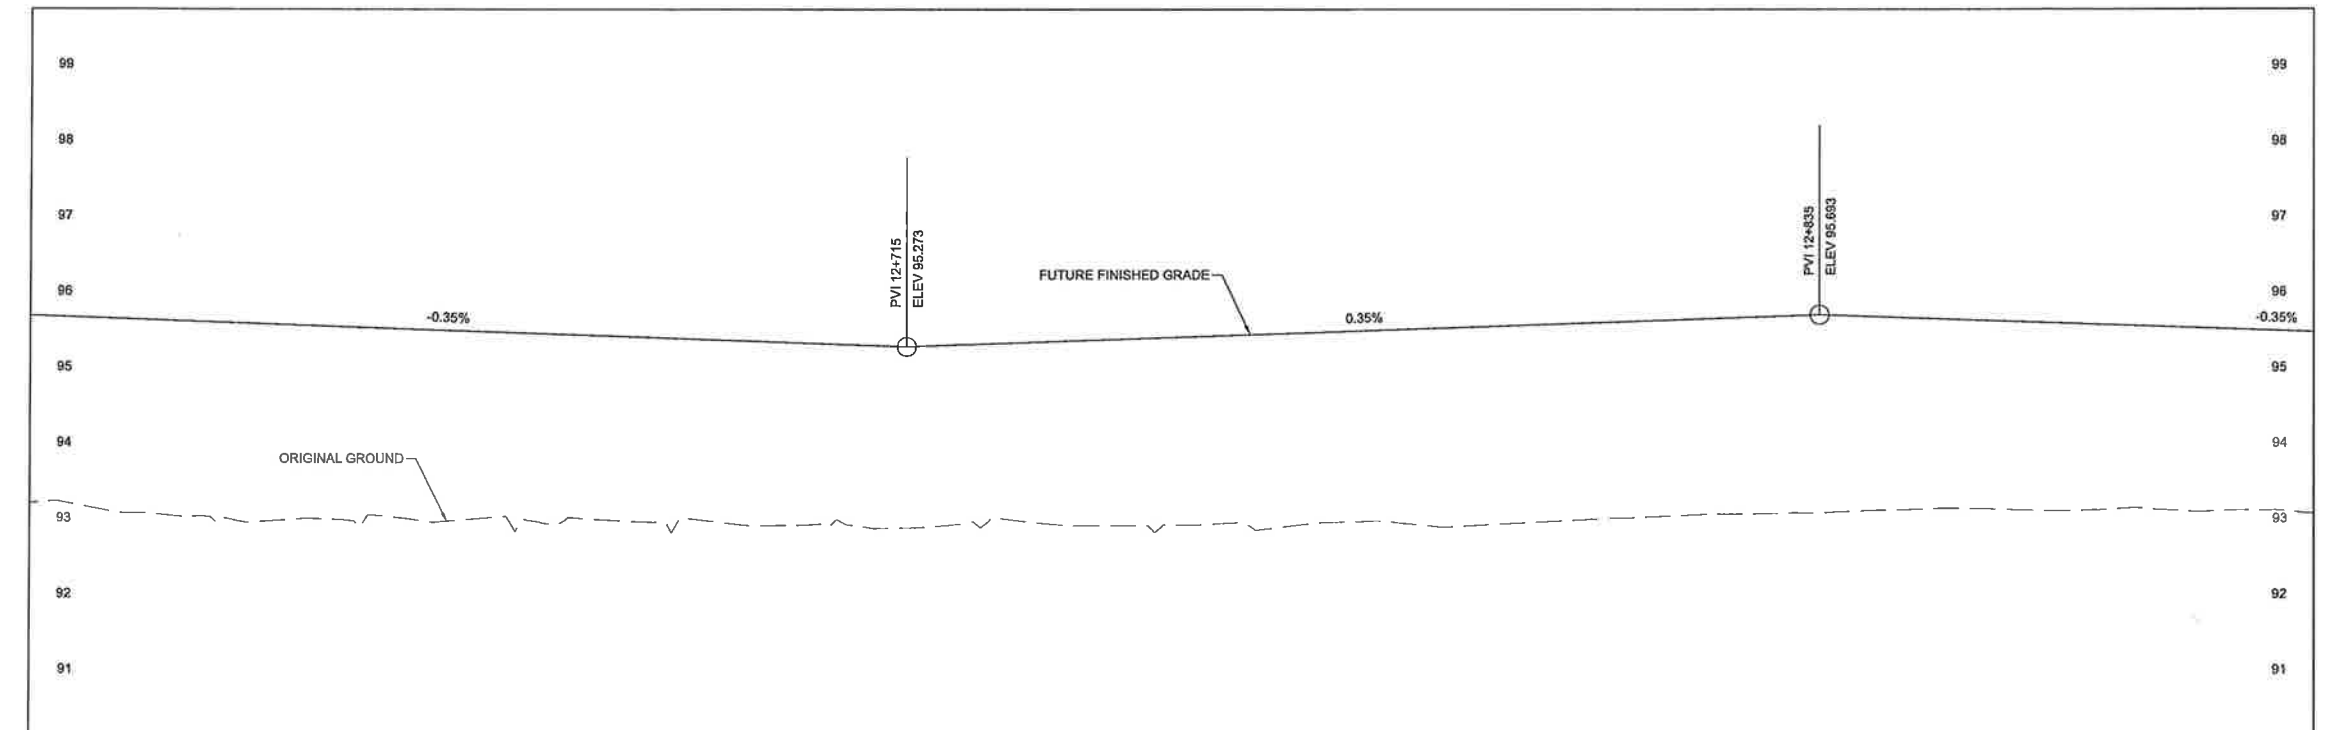 99 99
98 98
97 97
PVI 12+715
ELEV 95.273
PVI 12+835
ELEV 95.693
FUTURE FINISHED GRADE
96 96
-0.35% 0.35% -0.35%
95 95
94 94
ORIGINAL GROUND
93 93
92 92
91 91